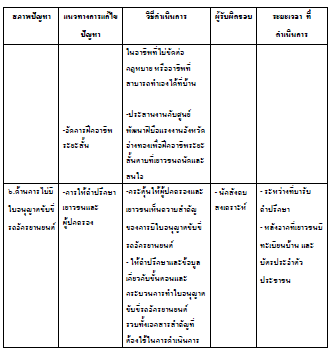 สภาพปัญหา
แนวทางการแก้ไข
ปัญหา
วิธีดำเนินการ
ผู้รับผิดชอบ
ระยะเวลา ที่
ดำเนินการ
ในอาชีพที่ไม่ขัดต่อ
กฎหมาย หรืออาชีพที่
สามารถทำเองได้ที่บ้าน
-จัดการฝึกอาชีพ
ระยะสั้น
-ประสานงานกับศูนย์
พัฒนาฝีมือแรงงานจังหวัด
อ่างทองเพื่อฝึกอาชีพระยะ
สั้นตามที่เยาวชนถนัดและ
สนใจ
๖.ด้านการไม่มี
ใบอนุญาตขับขี่
รถจักรยานยนต์
-การให้คำปรึกษา
เยาวชนและ
ผู้ปกครอง
-กระตุ้นให้ผู้ปกครองและ
เยาวชนเห็นความสำคัญ
ของการมีใบอนุญาตขับขี่
รถจักรยานยนต์
- ให้คำปรึกษาและข้อมูล
เกี่ยวกับขั้นตอนและ
กระบวนการทำใบอนุญาต
ขับขี่รถจักรยานยนต์
รวมทั้งเอกสารสำคัญที่
ต้องใช้ในการดำเนินการ
- นักสังคม
สงเคราะห์
- ระหว่างที่มารับ
คำปรึกษา
- หลังจากที่เยาวชนมี
ทะเบียนบ้าน และ
บัตรประจำตัว
ประชาชน